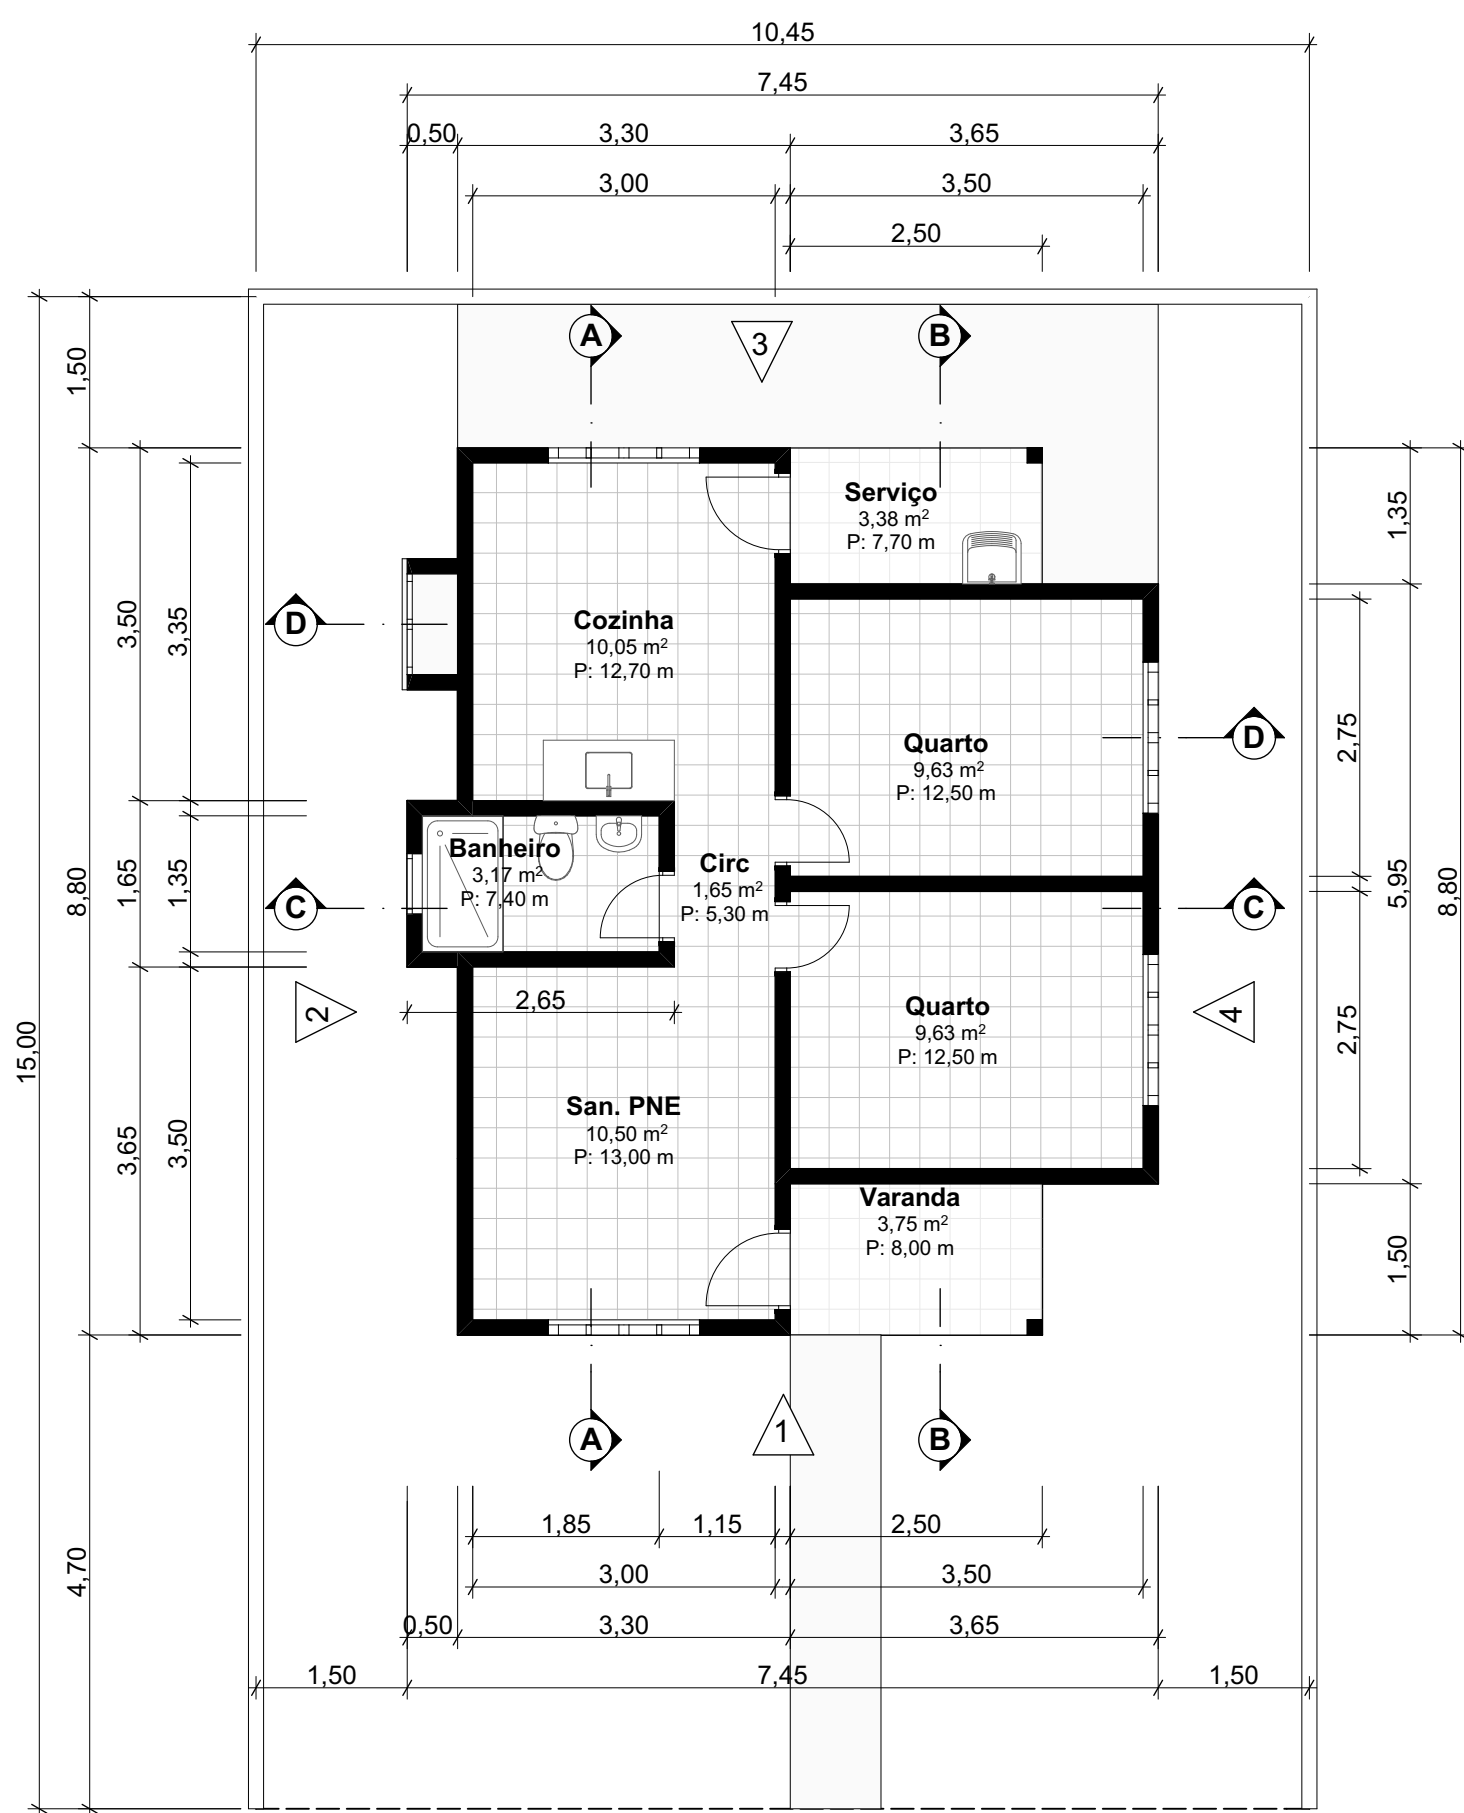 10,45
7,45
0,50
3,30
3,65
3,00
3,50
2,50
A
3
B
1,50
Serviço
3,38 m²
P: 7,70 m
1,35
D
3,50
3,35
Cozinha
10,05 m²
P: 12,70 m
Quarto
9,63 m²
P: 12,50 m
D
2,75
8,80
1,65
1,35
C
Banheiro
3,17 m²
P: 7,40 m
Circ
1,65 m²
P: 5,30 m
C
5,95
8,80
15,00
2
2,65
Quarto
9,63 m²
P: 12,50 m
4
2,75
3,65
3,50
San. PNE
10,50 m²
P: 13,00 m
Varanda
3,75 m²
P: 8,00 m
1,50
A
1
B
4,70
1,85
1,15
2,50
3,00
3,50
0,50
3,30
3,65
1,50
7,45
1,50